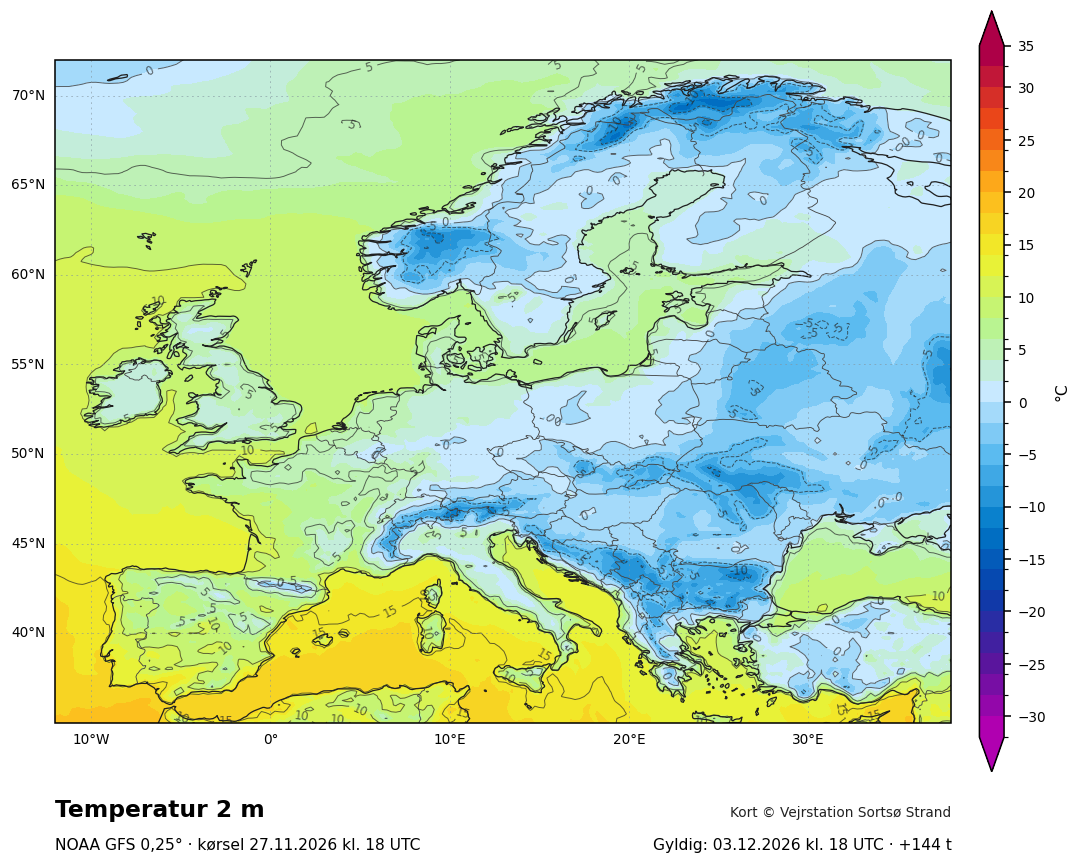 70°N
65°N
60°N
55°N
50°N
45°N
40°N
10°W 0° 10°E 20°E 30°E
35
30
25
20
15
10
5
0
−5
−10
−15
−20
−25
−30
°C
Temperatur 2 m
Kort © Vejrstation Sortsø Strand
NOAA GFS 0,25° · kørsel 27.11.2026 kl. 18 UTC
Gyldig: 03.12.2026 kl. 18 UTC · +144 t